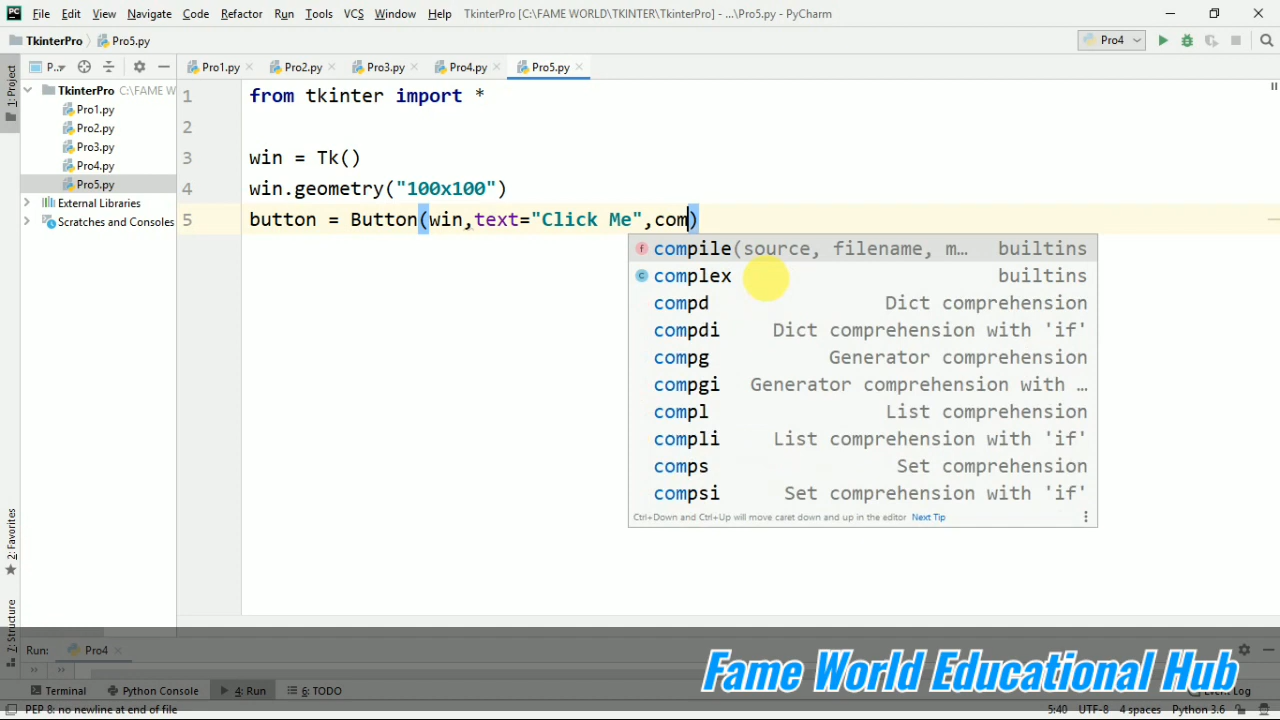 File Edit View Navigate Code Refactor Run Tools VCS Window Help TkinterPro [C:\FAME WORLD\TKINTER\TkinterPro] - ...\Pro5.py - PyCharm
TkinterPro Pro5.py Pro4
P... Pro1.py Pro2.py Pro3.py Pro4.py Pro5.py
1: Project
TkinterPro C:\FAME W
Pro1.py
Pro2.py
Pro3.py
Pro4.py
Pro5.py
External Libraries
Scratches and Consoles
1 from tkinter import *
2
3 win = Tk()
4 win.geometry("100x100")
5 button = Button(win,text="Click Me",com)
compile(source, filename, m... builtins
complex builtins
compd Dict comprehension
compdi Dict comprehension with 'if'
compg Generator comprehension
compgi Generator comprehension with ...
compl List comprehension
compli List comprehension with 'if'
comps Set comprehension
compsi Set comprehension with 'if'
Ctrl+Down and Ctrl+Up will move caret down and up in the editor Next Tip
2: Favorites
Z: Structure
Run: Pro4
Fame World Educational Hub
Terminal Python Console 4: Run 6: TODO Event Log
PEP 8: no newline at end of file 5:40 UTF-8 4 spaces Python 3.6